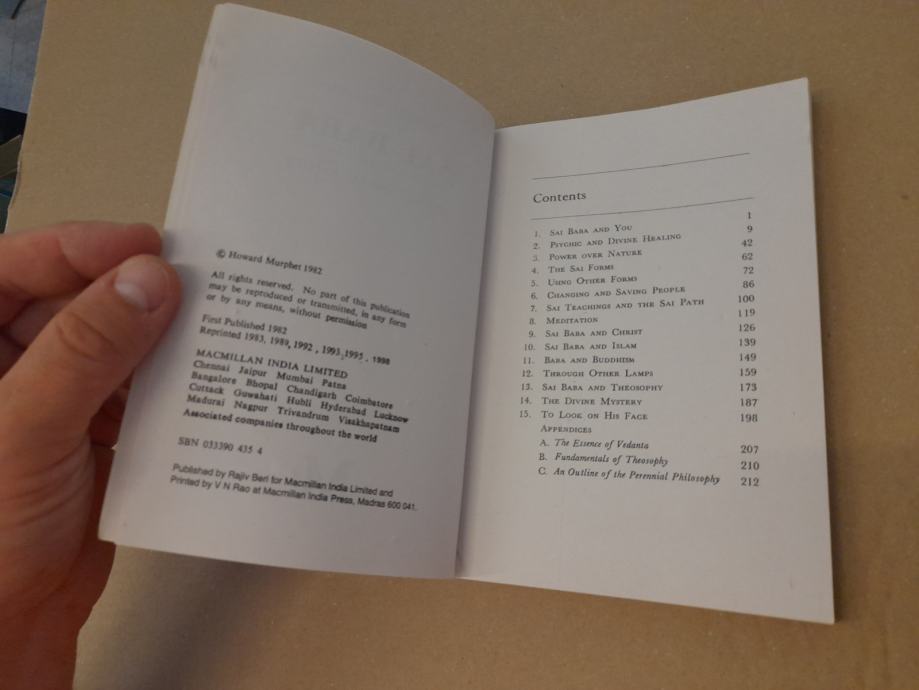 © Howard Murphet 1982
All rights reserved. No part of this publication
may be reproduced or transmitted, in any form
or by any means, without permission
First Published 1982
Reprinted 1983, 1989, 1992, 1993, 1995, 1998
MACMILLAN INDIA LIMITED
Chennai Jaipur Mumbai Patna
Bangalore Bhopal Chandigarh Coimbatore
Cuttack Guwahati Hubli Hyderabad Lucknow
Madurai Nagpur Trivandrum Visakhapatnam
Associated companies throughout the world
SBN 033390 435 4
Published by Rajiv Beri for Macmillan India Limited and
Printed by V N Rao at Macmillan India Press, Madras 600 041.
Contents
1. SAI BABA AND YOU 1
2. PSYCHIC AND DIVINE HEALING 9
3. POWER OVER NATURE 42
4. THE SAI FORMS 62
5. USING OTHER FORMS 72
6. CHANGING AND SAVING PEOPLE 86
7. SAI TEACHINGS AND THE SAI PATH 100
8. MEDITATION 119
9. SAI BABA AND CHRIST 126
10. SAI BABA AND ISLAM 139
11. BABA AND BUDDHISM 149
12. THROUGH OTHER LAMPS 159
13. SAI BABA AND THEOSOPHY 173
14. THE DIVINE MYSTERY 187
15. TO LOOK ON HIS FACE 198
APPENDICES
A. The Essence of Vedanta 207
B. Fundamentals of Theosophy 210
C. An Outline of the Perennial Philosophy 212